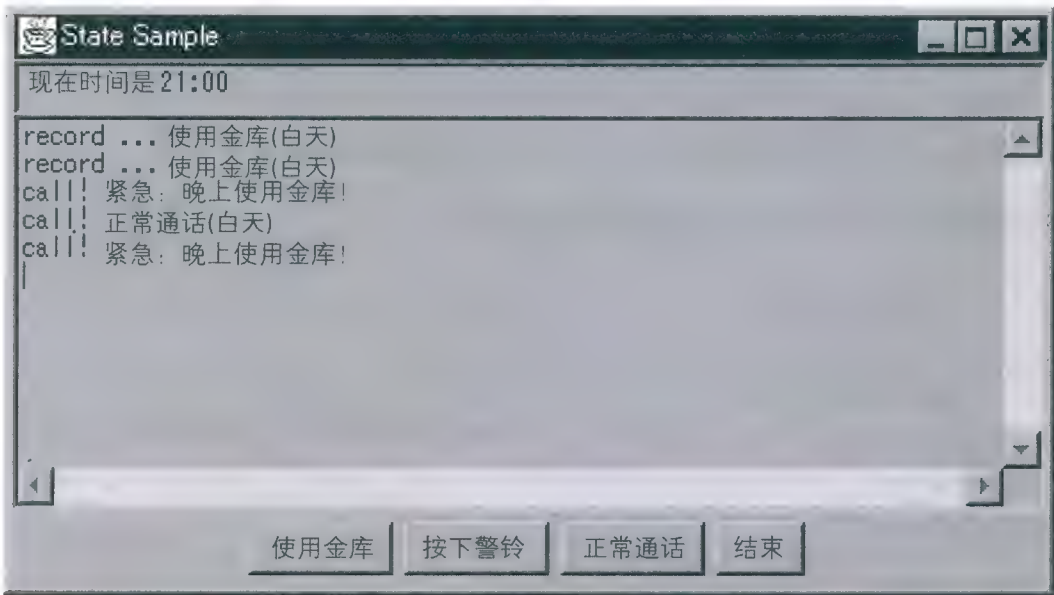 State Sample
现在时间是21:00
record ... 使用金库(白天)
record ... 使用金库(白天)
call! 紧急：晚上使用金库!
call! 正常通话(白天)
call! 紧急：晚上使用金库!
使用金库 按下警铃 正常通话 结束